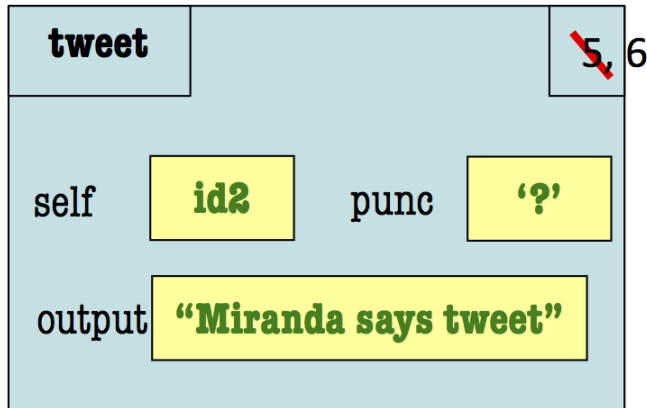 tweet 5, 6
self id2 punc ‘?’
output “Miranda says tweet”